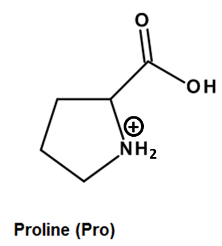 O
OH
⊕
NH₂
Proline (Pro)